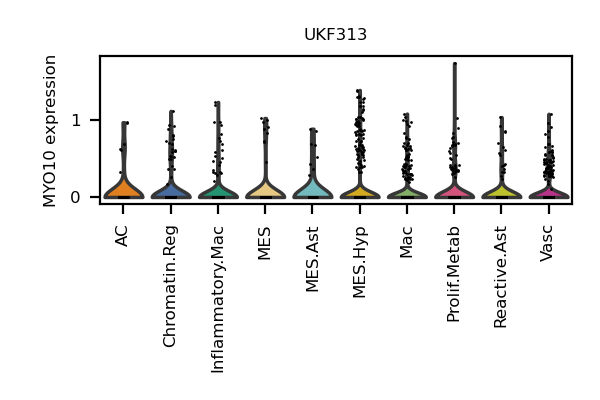 UKF313
MYO10 expression
1
0
AC
Chromatin.Reg
Inflammatory.Mac
MES
MES.Ast
MES.Hyp
Mac
Prolif.Metab
Reactive.Ast
Vasc